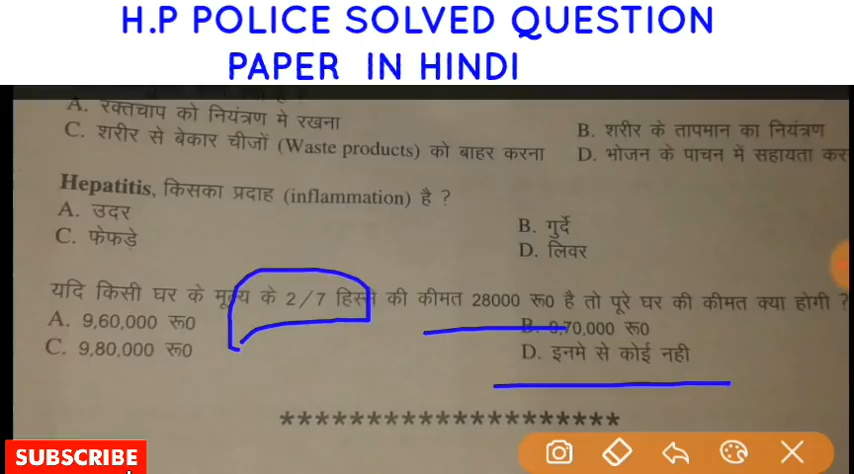 H.P POLICE SOLVED QUESTION
PAPER IN HINDI
A. रक्तचाप को नियंत्रण मे रखना
B. शरीर के तापमान का नियंत्रण
C. शरीर से बेकार चीजों (Waste products) को बाहर करना
D. भोजन के पाचन में सहायता कर
Hepatitis, किसका प्रदाह (inflammation) है ?
A. उदर
B. गुर्दे
C. फेफड़े
D. लिवर
यदि किसी घर के मूल्य के 2/7 हिस्से की कीमत 28000 रू0 है तो पूरे घर की कीमत क्या होगी ?
A. 9,60,000 रू0
B. 9,70,000 रू0
C. 9,80,000 रू0
D. इनमे से कोई नही
********************
SUBSCRIBE